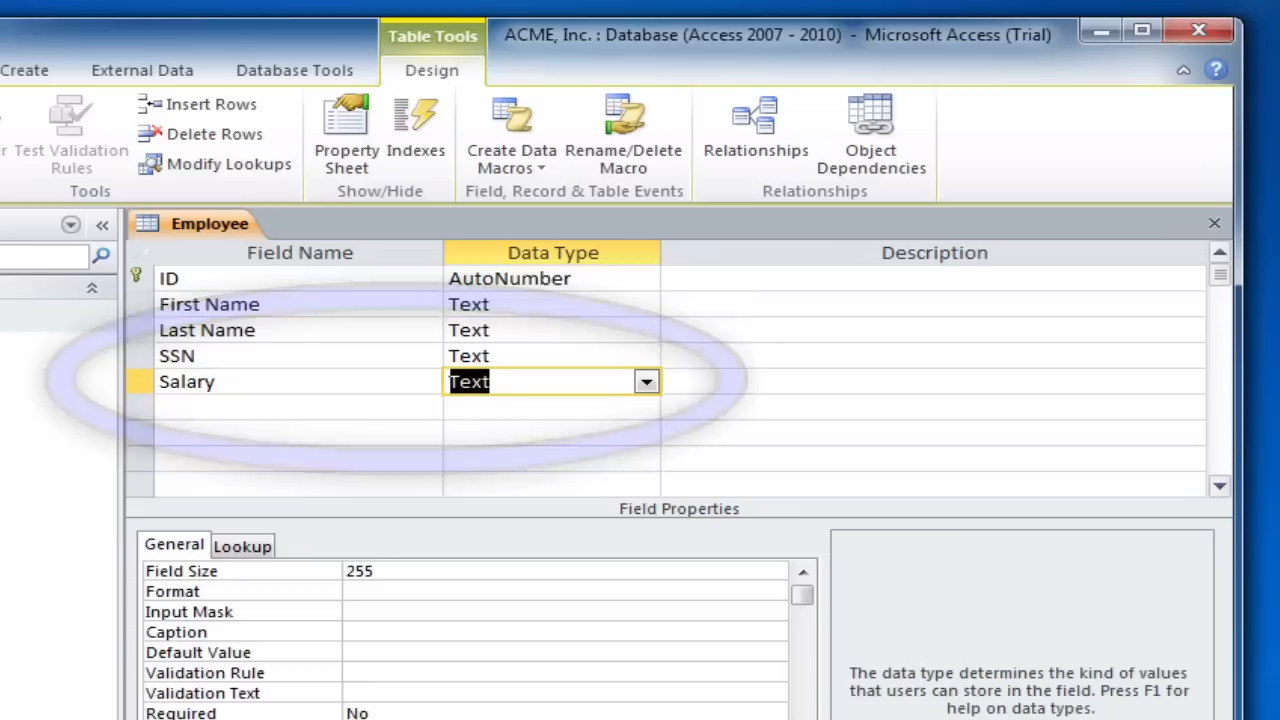 Table Tools
ACME, Inc. : Database (Access 2007 - 2010) - Microsoft Access (Trial)
Create External Data Database Tools Design
?
Insert Rows
Delete Rows
Modify Lookups
Test Validation
Rules
Property
Sheet
Indexes
Create Data
Macros
Rename/Delete
Macro
Relationships
Object
Dependencies
Tools
Show/Hide
Field, Record & Table Events
Relationships
Employee
Field Name Data Type Description
ID AutoNumber
First Name Text
Last Name Text
SSN Text
Salary Text
Field Properties
General Lookup
Field Size 255
Format
Input Mask
Caption
Default Value
Validation Rule
Validation Text
Required No
The data type determines the kind of values
that users can store in the field. Press F1 for
help on data types.